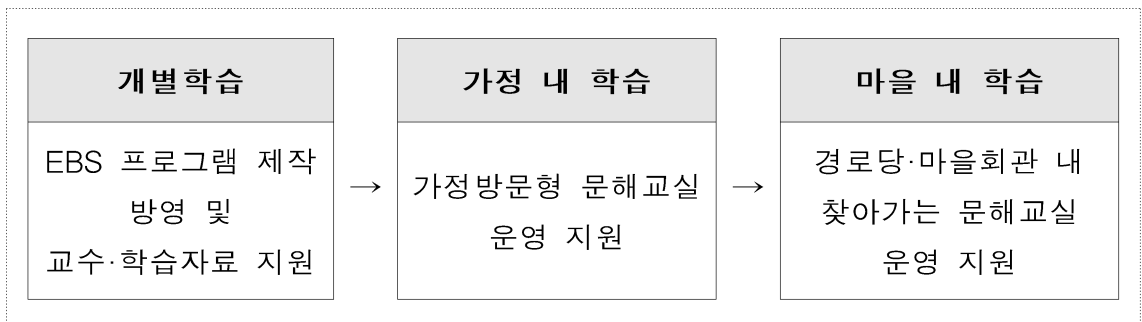 개별학습
EBS 프로그램 제작
방영 및
교수·학습자료 지원
→
가정 내 학습
가정방문형 문해교실
운영 지원
→
마을 내 학습
경로당·마을회관 내
찾아가는 문해교실
운영 지원